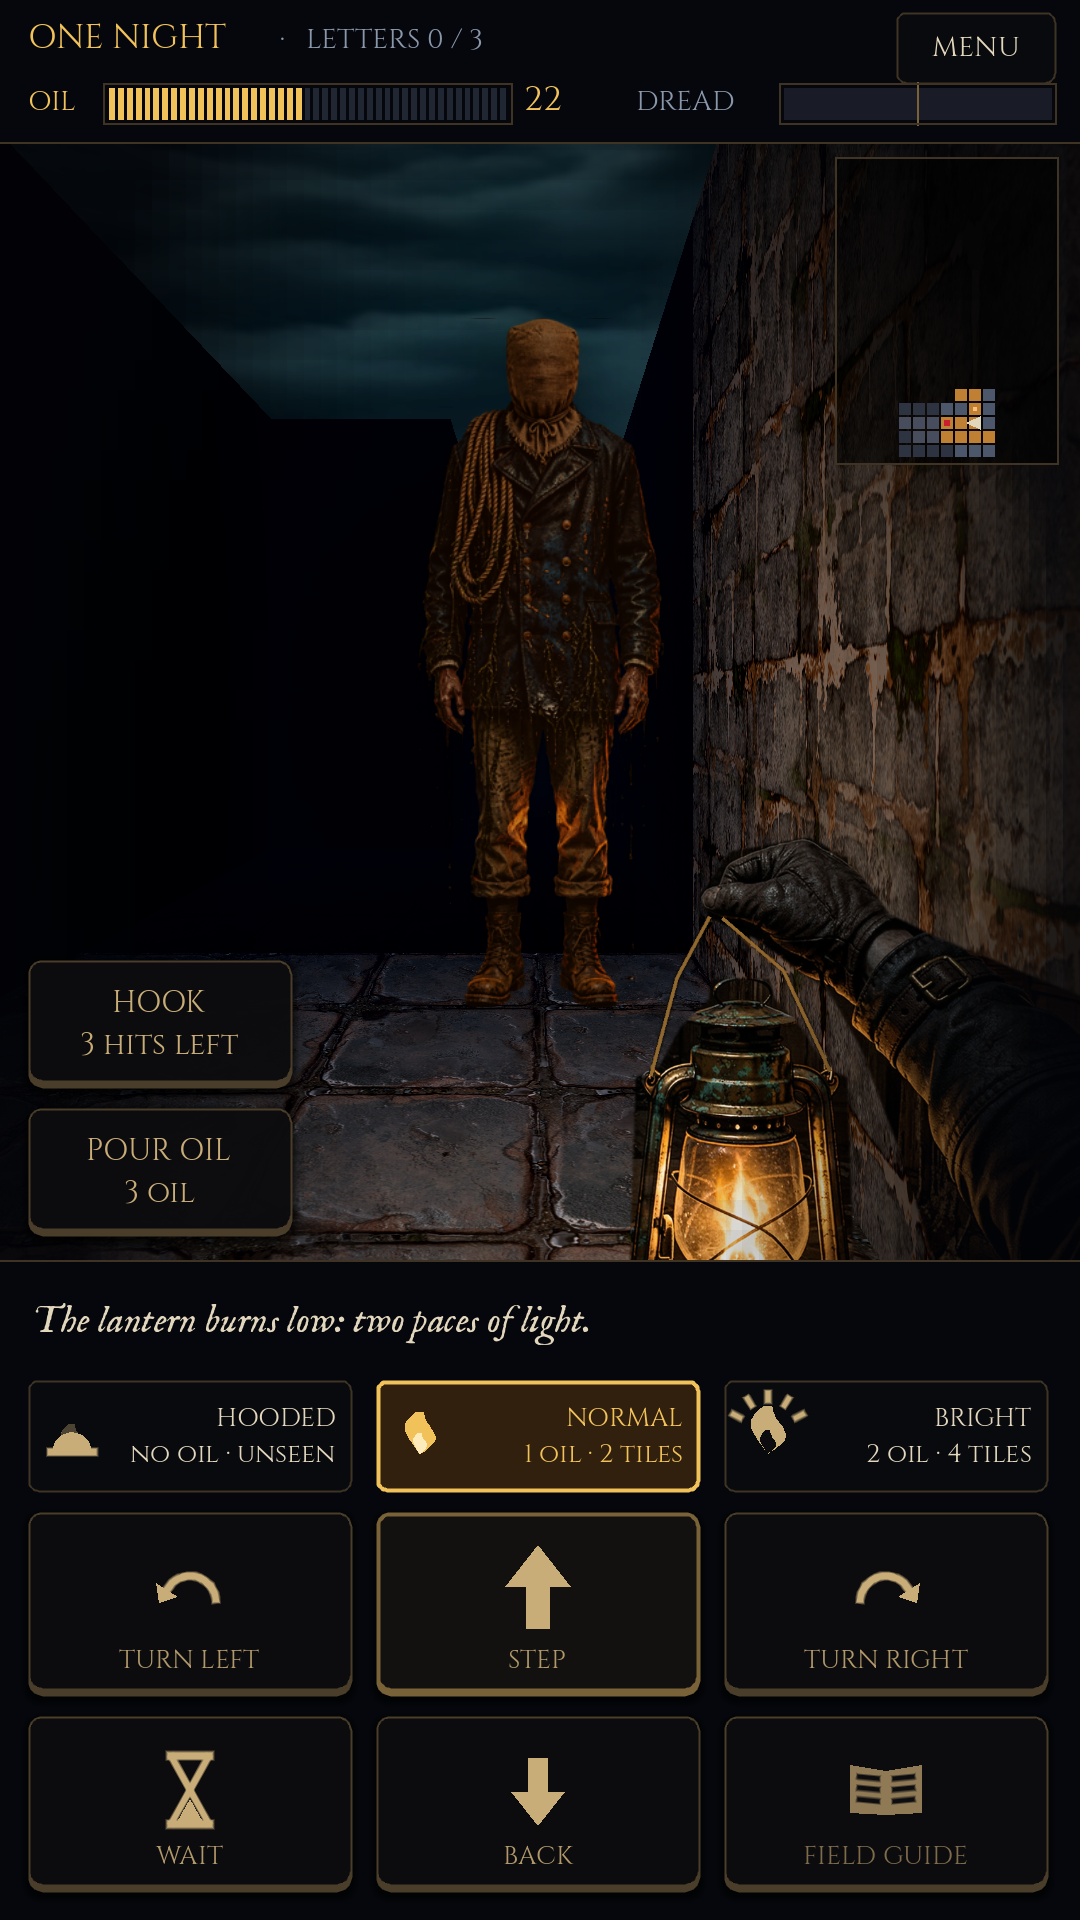 ONE NIGHT · LETTERS 0 / 3
MENU
OIL 22 DREAD
HOOK
3 HITS LEFT
POUR OIL
3 OIL
The lantern burns low: two paces of light.
HOODED
NO OIL · UNSEEN
NORMAL
1 OIL · 2 TILES
BRIGHT
2 OIL · 4 TILES
TURN LEFT
STEP
TURN RIGHT
WAIT
BACK
FIELD GUIDE